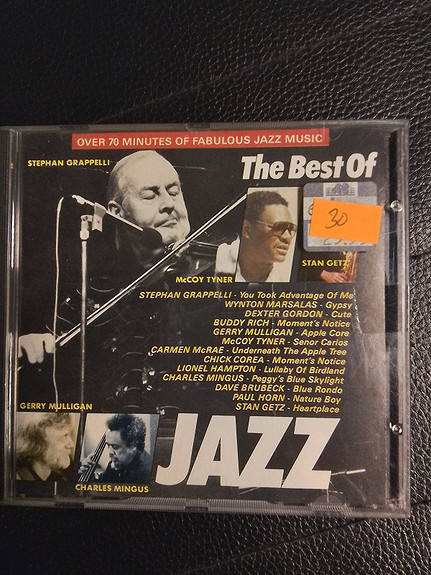 OVER 70 MINUTES OF FABULOUS JAZZ MUSIC
STEPHAN GRAPPELLI
The Best Of
30
McCOY TYNER
STAN GETZ
STEPHAN GRAPPELLI - You Took Advantage Of Me
WYNTON MARSALAS - Gypsy
DEXTER GORDON - Cute
BUDDY RICH - Moment's Notice
GERRY MULLIGAN - Apple Core
McCOY TYNER - Senor Carlos
CARMEN McRAE - Underneath The Apple Tree
CHICK COREA - Moment's Notice
LIONEL HAMPTON - Lullaby Of Birdland
CHARLES MINGUS - Peggy's Blue Skylight
DAVE BRUBECK - Blue Rondo
PAUL HORN - Nature Boy
STAN GETZ - Heartplace
GERRY MULLIGAN
JAZZ
CHARLES MINGUS